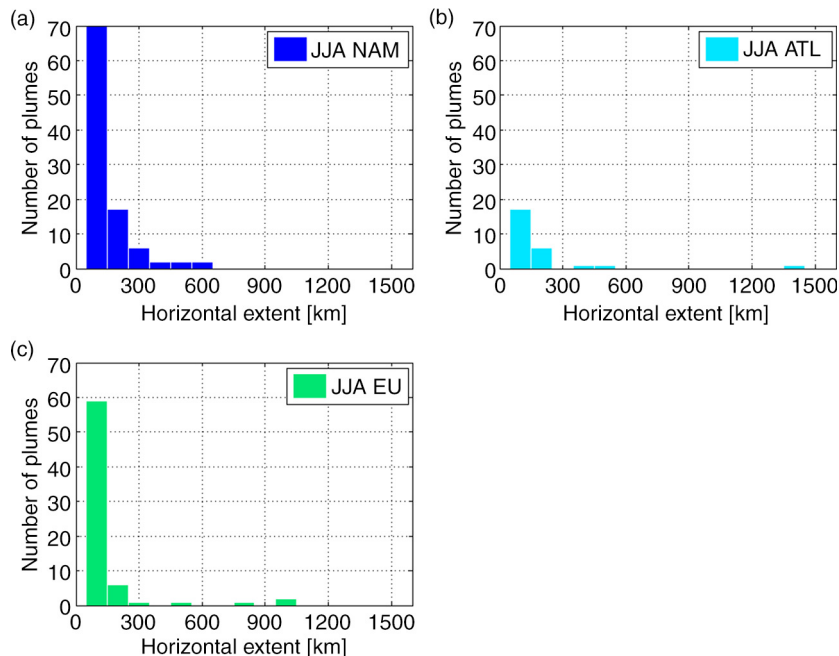 (a)
70
60
50
40
30
20
10
0
Number of plumes
JJA NAM
0 300 600 900 1200 1500
Horizontal extent [km]
(b)
70
60
50
40
30
20
10
0
Number of plumes
JJA ATL
0 300 600 900 1200 1500
Horizontal extent [km]
(c)
70
60
50
40
30
20
10
0
Number of plumes
JJA EU
0 300 600 900 1200 1500
Horizontal extent [km]